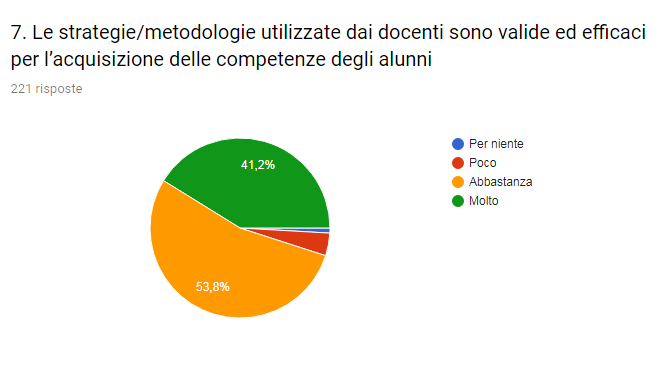 7. Le strategie/metodologie utilizzate dai docenti sono valide ed efficaci
per l’acquisizione delle competenze degli alunni
221 risposte
41,2%
53,8%
Per niente
Poco
Abbastanza
Molto